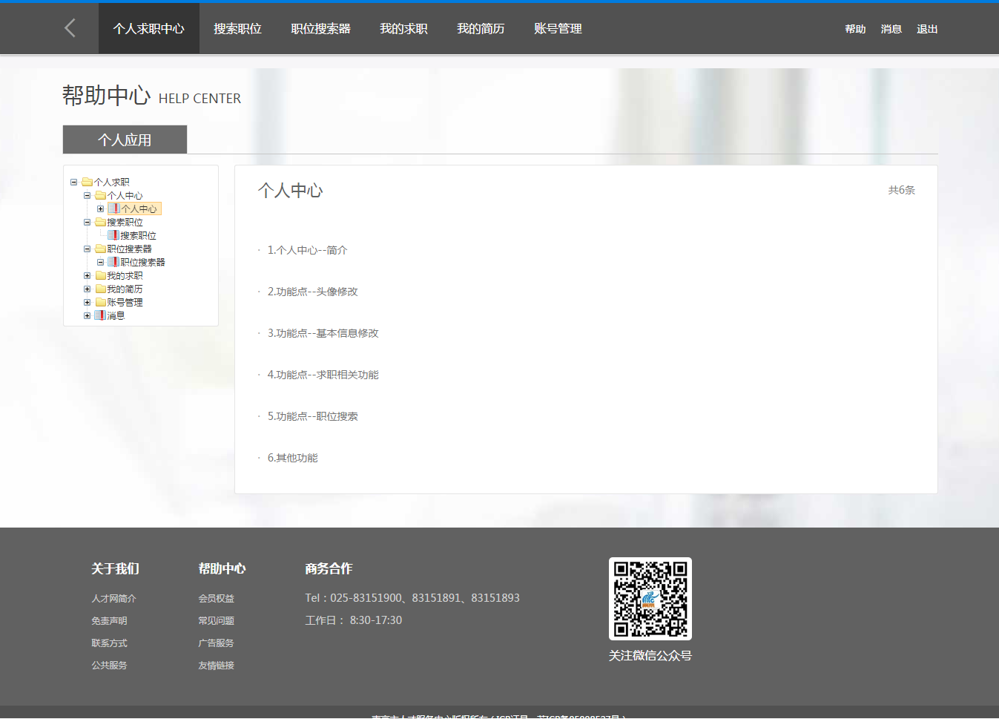 个人求职中心 搜索职位 职位搜索器 我的求职 我的简历 账号管理 帮助 消息 退出
帮助中心 HELP CENTER
个人应用
个人求职
个人中心
个人中心
搜索职位
搜索职位
职位搜索器
职位搜索器
我的求职
我的简历
账号管理
消息
个人中心 共6条
· 1.个人中心--简介
· 2.功能点--头像修改
· 3.功能点--基本信息修改
· 4.功能点--求职相关功能
· 5.功能点--职位搜索
· 6.其他功能
关于我们
人才网简介
免责声明
联系方式
公共服务
帮助中心
会员权益
常见问题
广告服务
友情链接
商务合作
Tel：025-83151900、83151891、83151893
工作日： 8:30-17:30
关注微信公众号